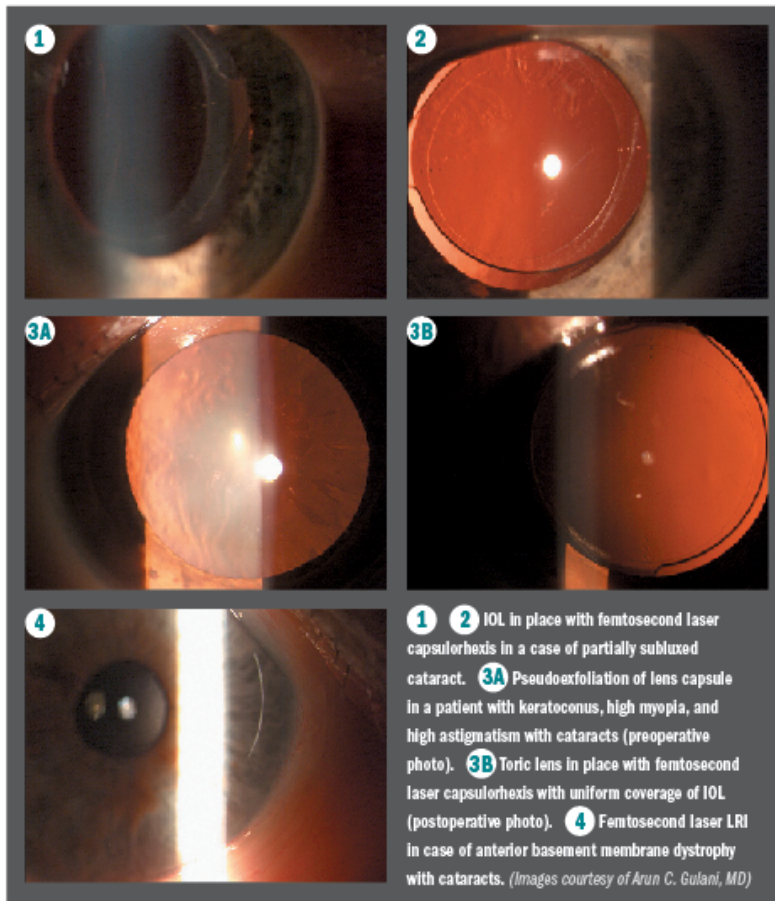 1
2
3A
3B
4
1 2 IOL in place with femtosecond laser
capsulorhexis in a case of partially subluxed
cataract. 3A Pseudoexfoliation of lens capsule
in a patient with keratoconus, high myopia, and
high astigmatism with cataracts (preoperative
photo). 3B Toric lens in place with femtosecond
laser capsulorhexis with uniform coverage of IOL
(postoperative photo). 4 Femtosecond laser LRI
in case of anterior basement membrane dystrophy
with cataracts. (Images courtesy of Arun C. Gulani, MD)